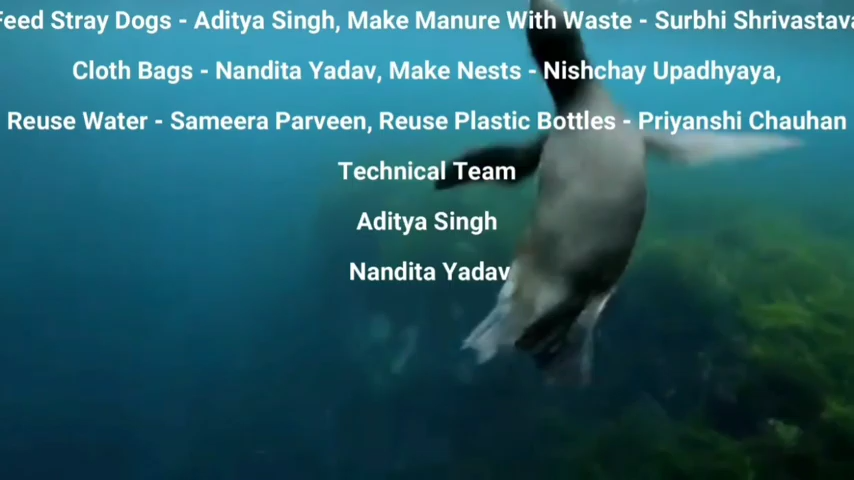 Feed Stray Dogs - Aditya Singh, Make Manure With Waste - Surbhi Shrivastava
Cloth Bags - Nandita Yadav, Make Nests - Nishchay Upadhyaya,
Reuse Water - Sameera Parveen, Reuse Plastic Bottles - Priyanshi Chauhan
Technical Team
Aditya Singh
Nandita Yadav